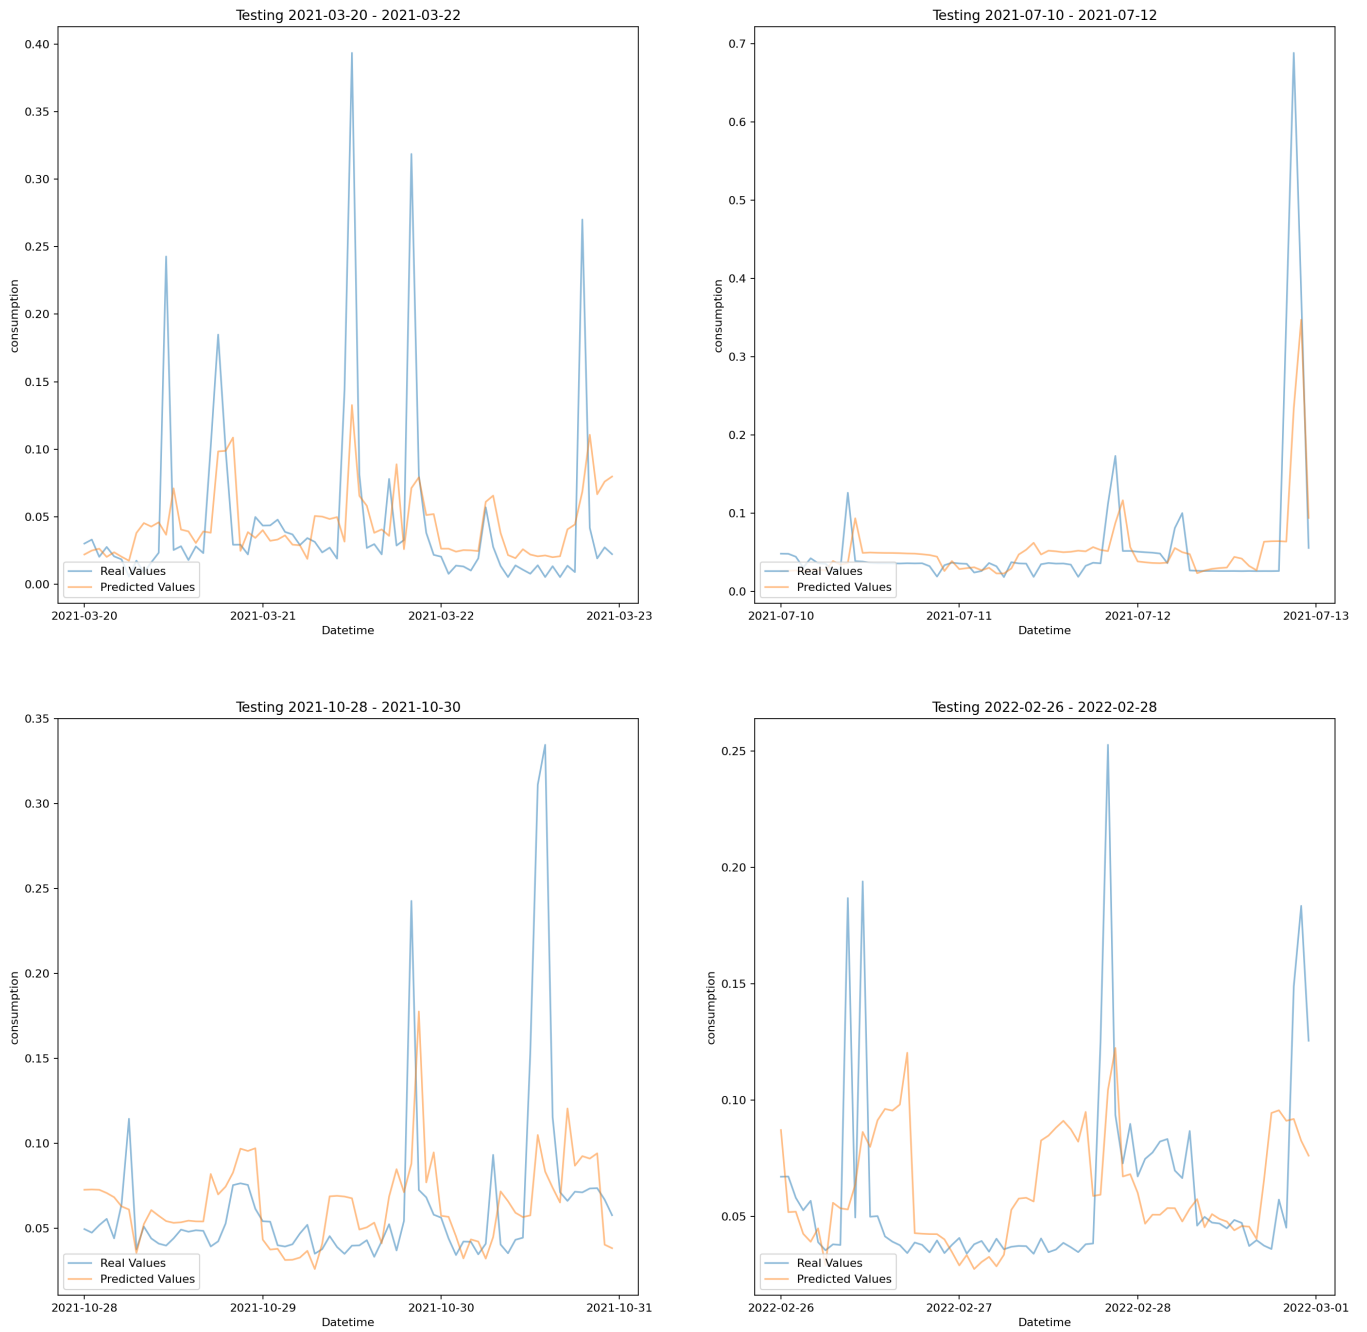 Testing 2021-03-20 - 2021-03-22
consumption
0.40
0.35
0.30
0.25
0.20
0.15
0.10
0.05
0.00
Real Values
Predicted Values
2021-03-20 2021-03-21 2021-03-22 2021-03-23
Datetime
Testing 2021-07-10 - 2021-07-12
consumption
0.7
0.6
0.5
0.4
0.3
0.2
0.1
0.0
Real Values
Predicted Values
2021-07-10 2021-07-11 2021-07-12 2021-07-13
Datetime
Testing 2021-10-28 - 2021-10-30
consumption
0.35
0.30
0.25
0.20
0.15
0.10
0.05
Real Values
Predicted Values
2021-10-28 2021-10-29 2021-10-30 2021-10-31
Datetime
Testing 2022-02-26 - 2022-02-28
consumption
0.25
0.20
0.15
0.10
0.05
Real Values
Predicted Values
2022-02-26 2022-02-27 2022-02-28 2022-03-01
Datetime